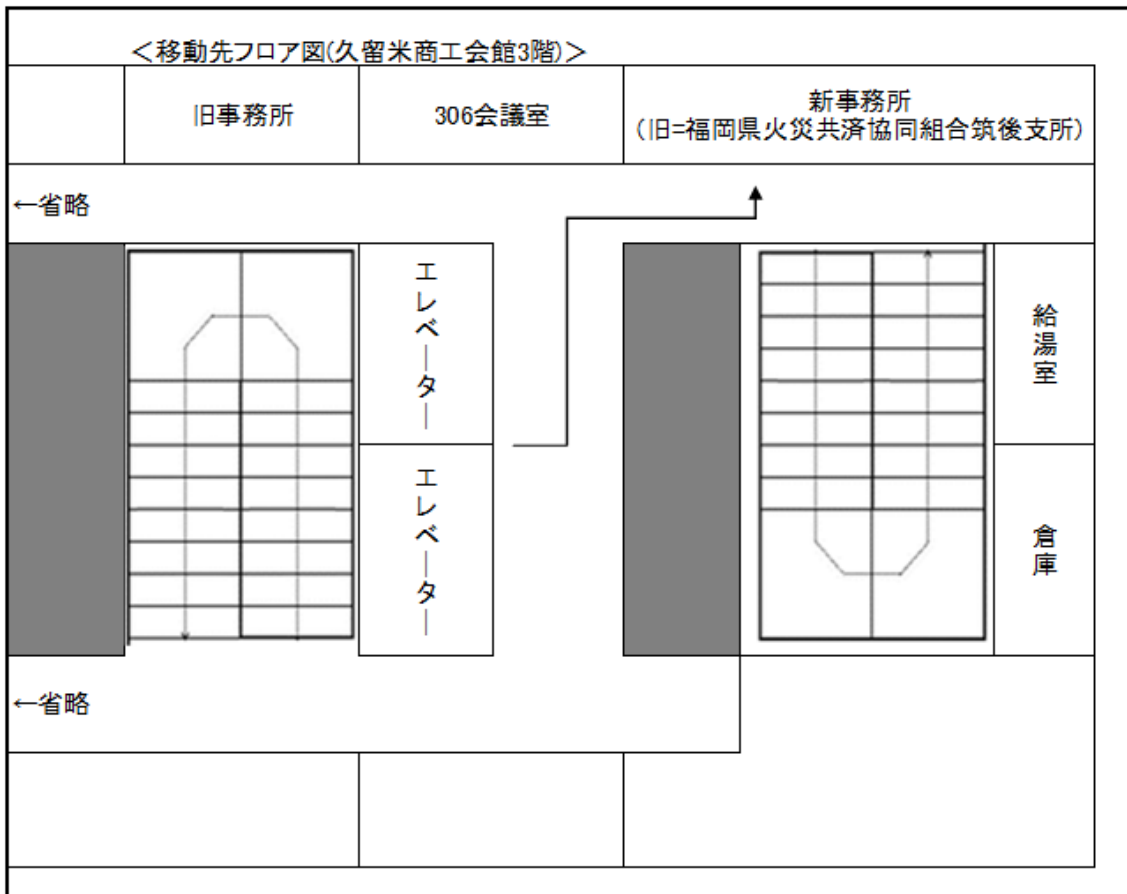 ＜移動先フロア図(久留米商工会館3階)＞
旧事務所
306会議室
新事務所
（旧=福岡県火災共済協同組合筑後支所）
←省略
エレベーター
エレベーター
給湯室
倉庫
←省略